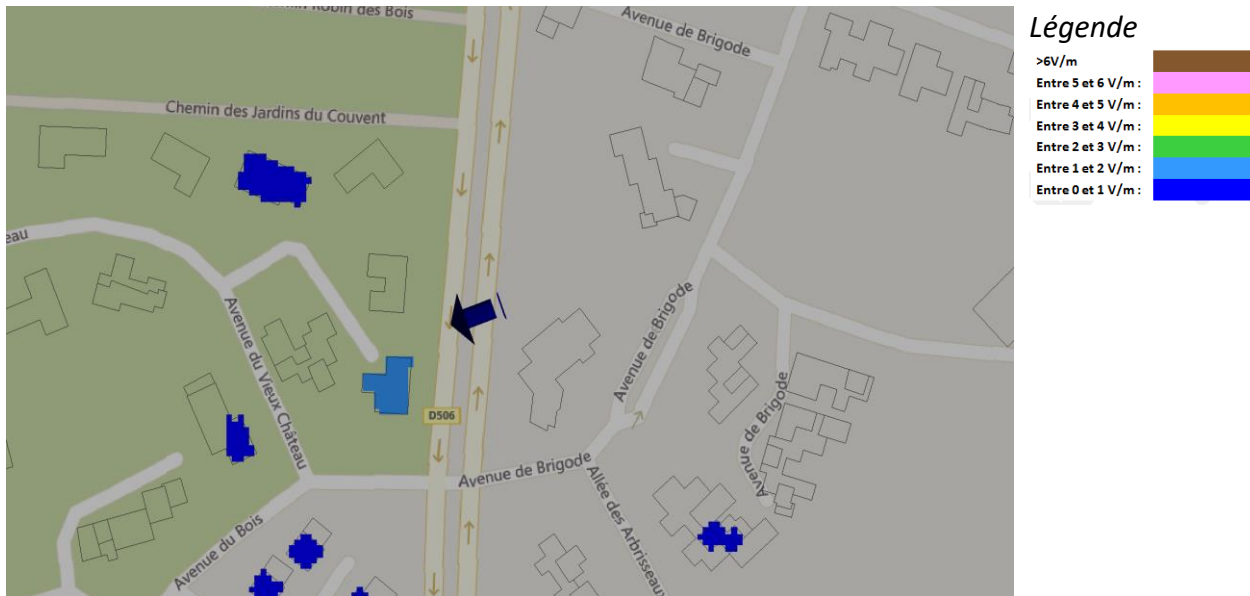 Robin des Bois
Avenue de Brigode
Chemin des Jardins du Couvent
eau
Avenue du Vieux Château
Avenue de Brigode
D506
Avenue de Brigode
Avenue de Brigode
Allée des Arbrisseaux
Avenue du Bois
Légende
>6V/m
Entre 5 et 6 V/m :
Entre 4 et 5 V/m :
Entre 3 et 4 V/m :
Entre 2 et 3 V/m :
Entre 1 et 2 V/m :
Entre 0 et 1 V/m :